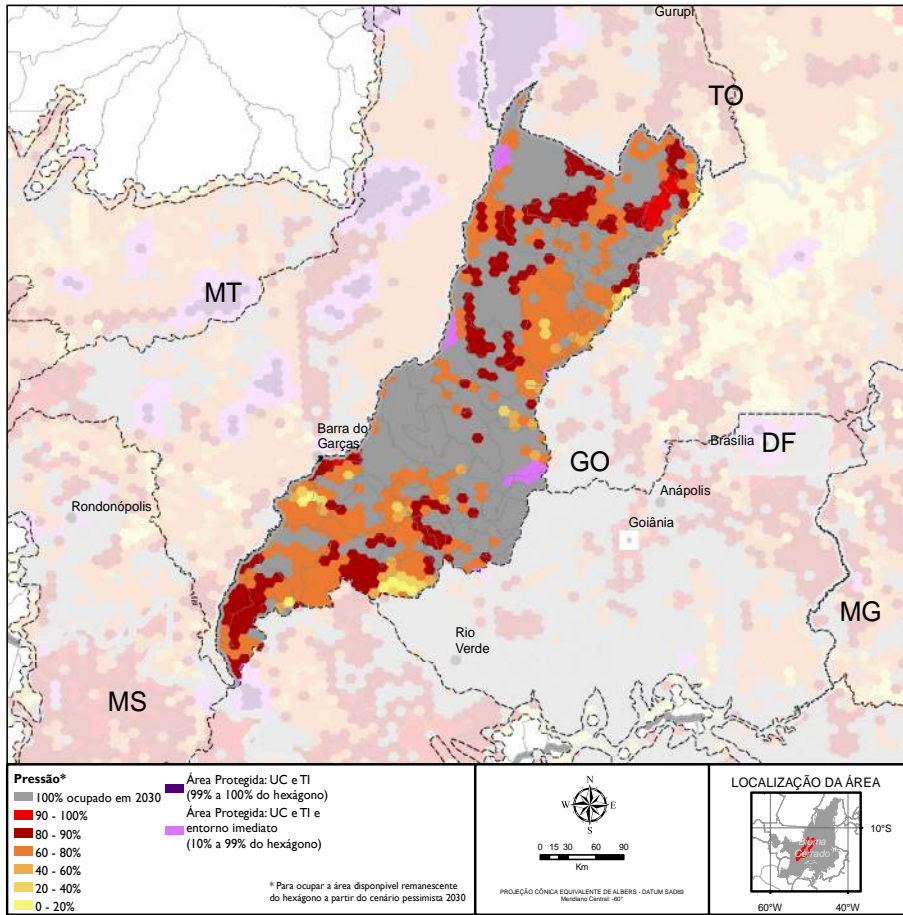 Gurupi
TO
MT
Barra do
Garças
GO
Brasília
DF
Anápolis
Rondonópolis
Goiânia
MG
Rio
Verde
MS
Pressão*
100% ocupado em 2030
90 - 100%
80 - 90%
60 - 80%
40 - 60%
20 - 40%
0 - 20%
Área Protegida: UC e TI
(99% a 100% do hexágono)
Área Protegida: UC e TI e
entorno imediato
(10% a 99% do hexágono)
* Para ocupar a área disponpivel remanescente
do hexágono a partir do cenário pessimista 2030
N
W E
S
0 15 30 60 90
Km
PROJEÇÃO CÔNICA EQUIVALENTE DE ALBERS - DATUM SAD69
Meridiano Central: -60°
LOCALIZAÇÃO DA ÁREA
Bioma
Cerrado
10°S
60°W 40°W